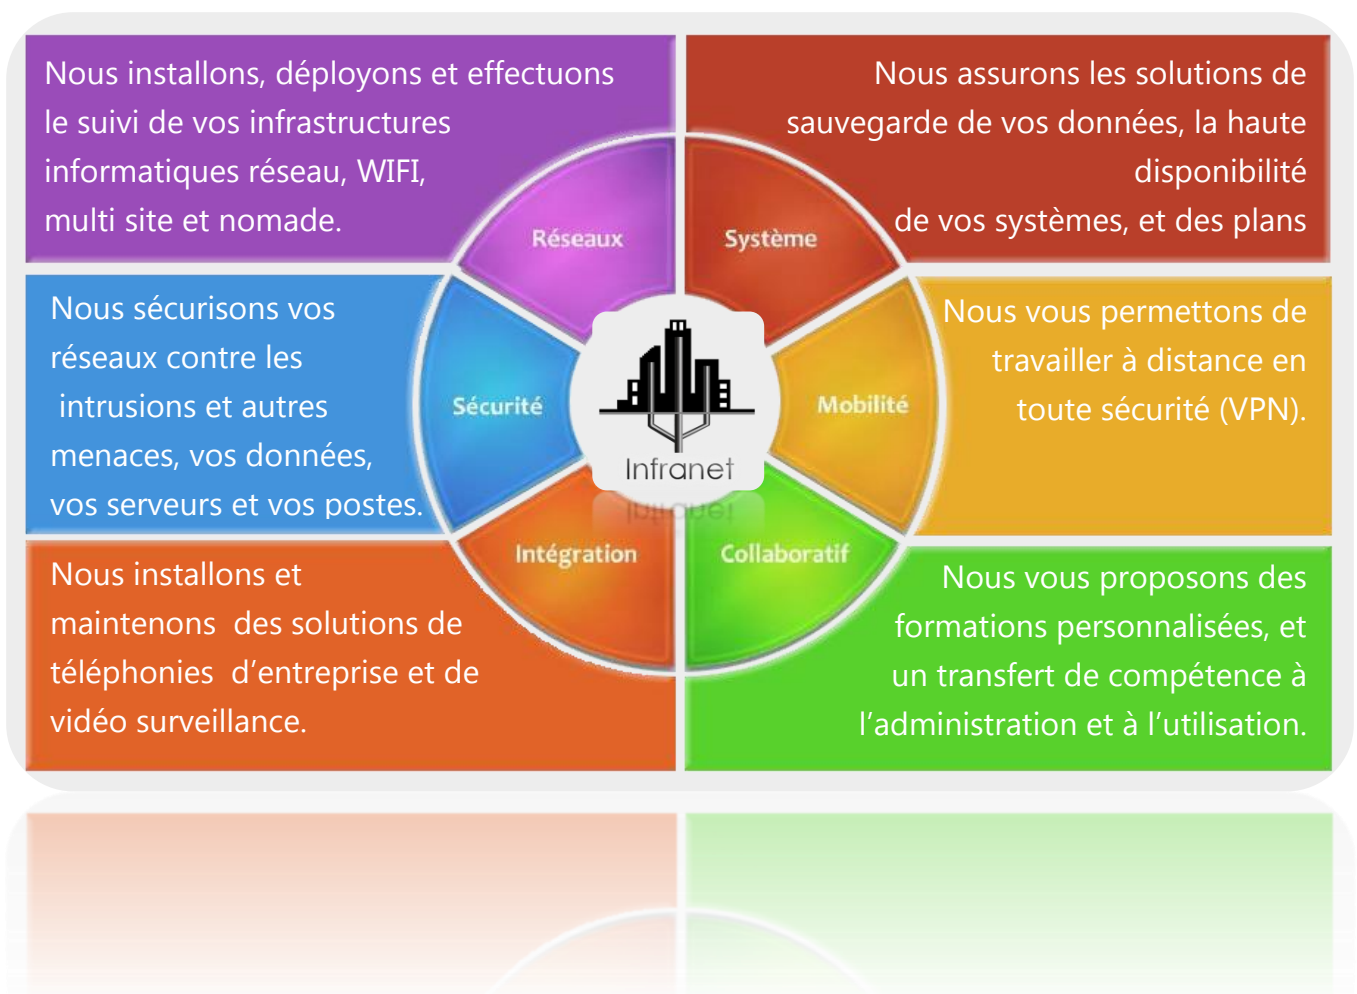 Nous installons, déployons et effectuons
le suivi de vos infrastructures
informatiques réseau, WIFI,
multi site et nomade.
Nous assurons les solutions de
sauvegarde de vos données, la haute
disponibilité
de vos systèmes, et des plans
Réseaux
Système
Nous sécurisons vos
réseaux contre les
intrusions et autres
menaces, vos données,
vos serveurs et vos postes.
Sécurité
Infranet
Mobilité
Nous vous permettons de
travailler à distance en
toute sécurité (VPN).
Intégration
Collaboratif
Nous installons et
maintenons  des solutions de
téléphonies  d’entreprise et de
vidéo surveillance.
Nous vous proposons des
formations personnalisées, et
un transfert de compétence à
l’administration et à l’utilisation.